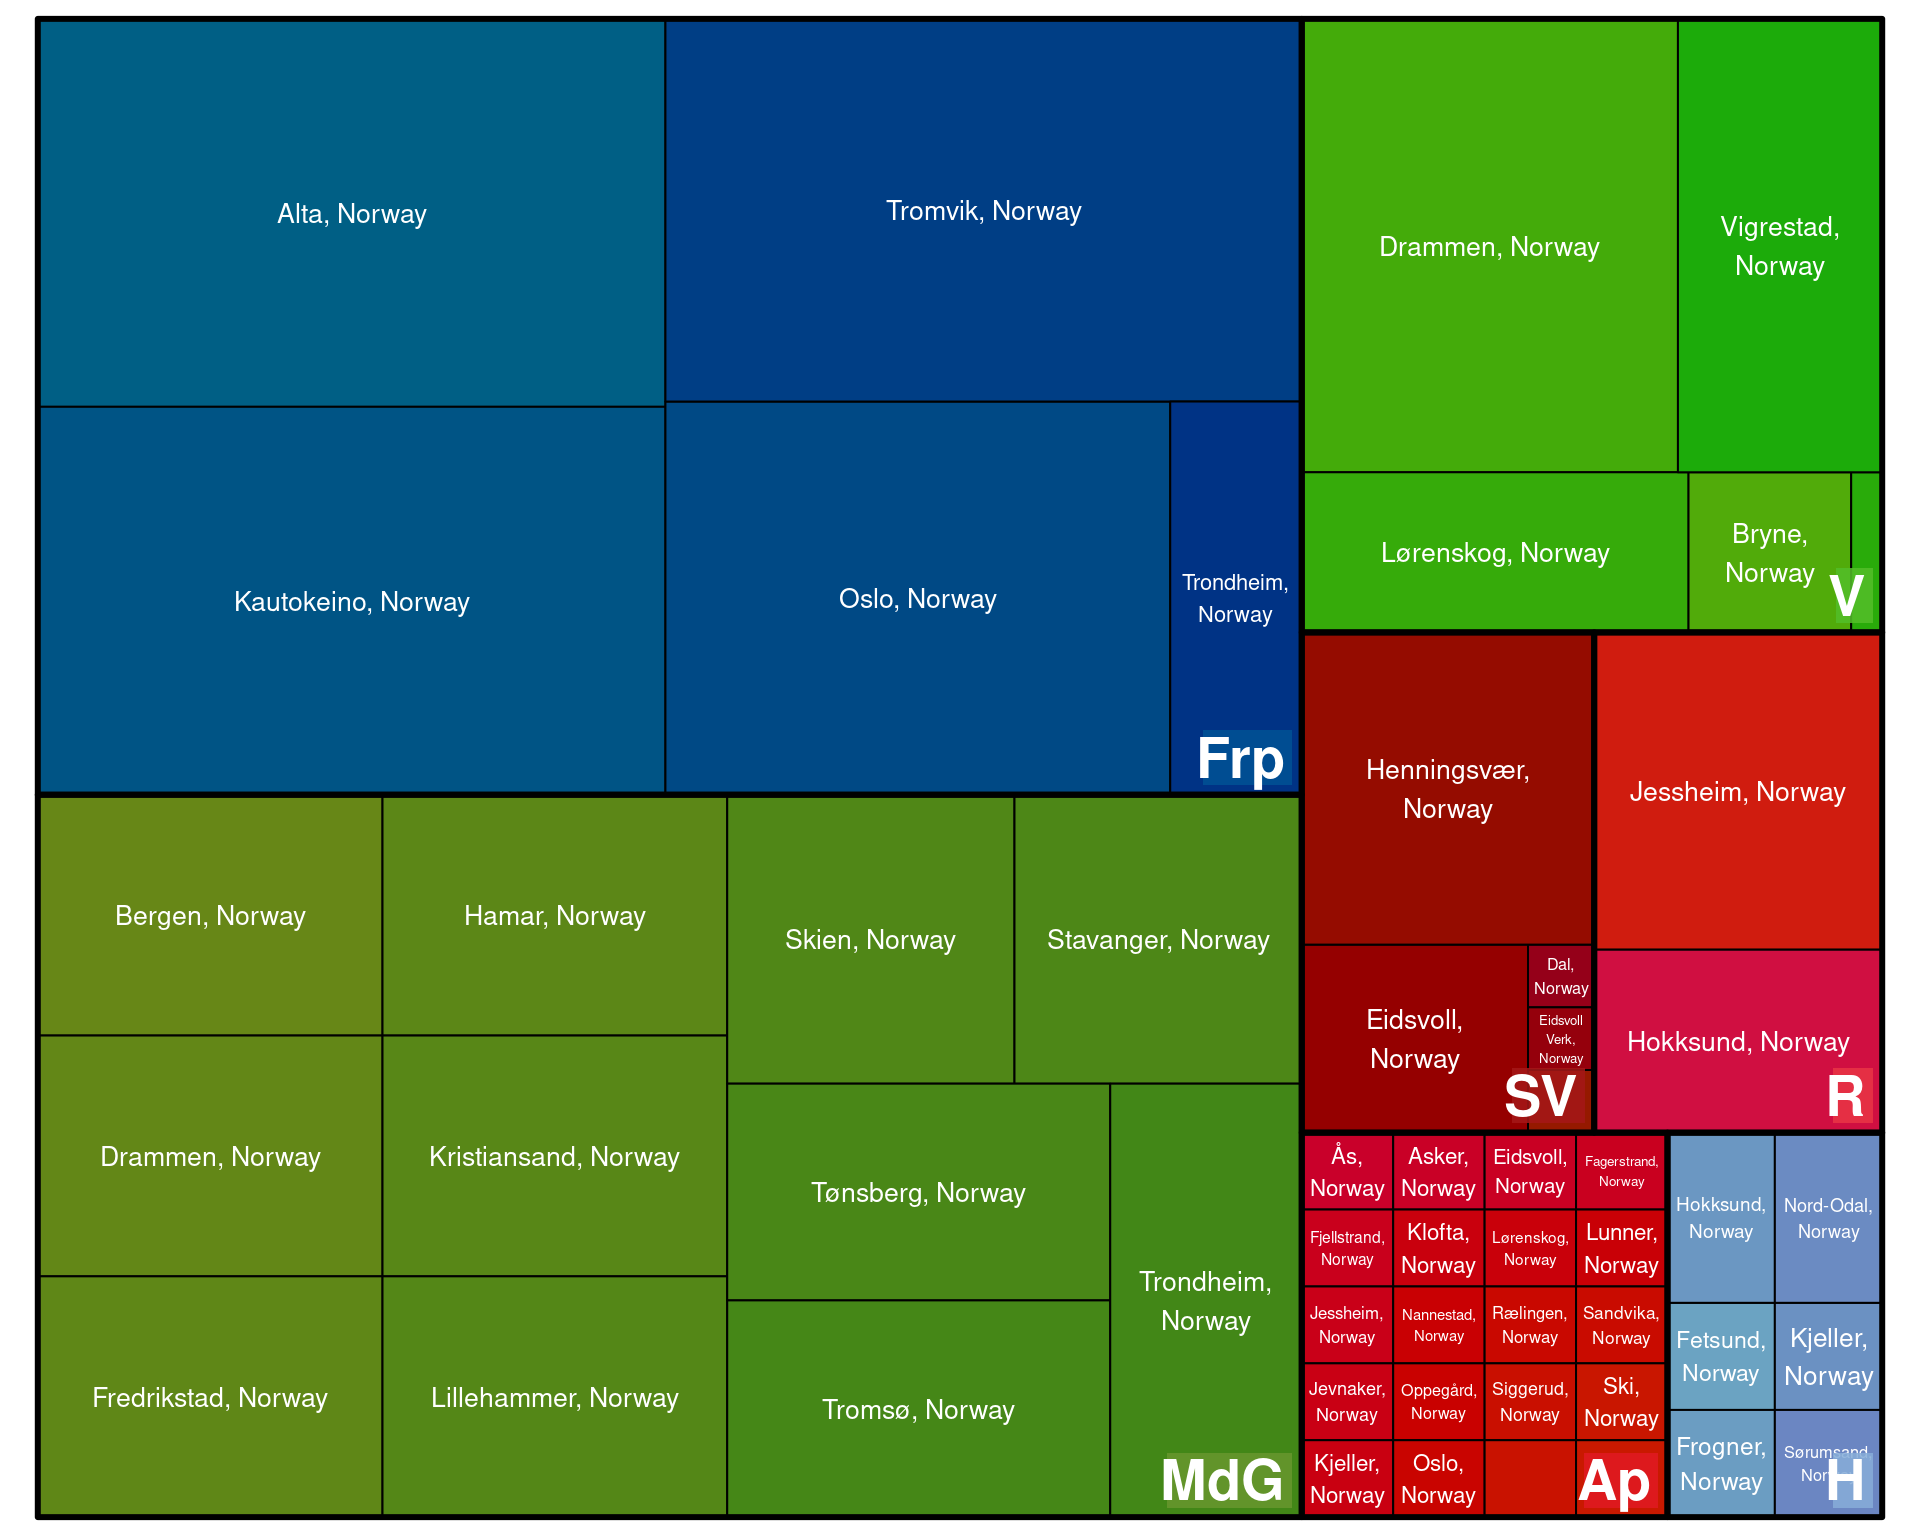 Alta, Norway
Tromvik, Norway
Kautokeino, Norway
Oslo, Norway
Trondheim,
Norway
Frp
Drammen, Norway
Vigrestad,
Norway
Lørenskog, Norway
Bryne,
Norway
V
Bergen, Norway
Hamar, Norway
Skien, Norway
Stavanger, Norway
Drammen, Norway
Kristiansand, Norway
Tønsberg, Norway
Trondheim,
Norway
Fredrikstad, Norway
Lillehammer, Norway
Tromsø, Norway
MdG
Henningsvær,
Norway
Eidsvoll,
Norway
Dal,
Norway
Eidsvoll
Verk,
Norway
SV
Jessheim, Norway
Hokksund, Norway
R
Ås,
Norway
Asker,
Norway
Eidsvoll,
Norway
Fagerstrand,
Norway
Fjellstrand,
Norway
Kløfta,
Norway
Lørenskog,
Norway
Lunner,
Norway
Jessheim,
Norway
Nannestad,
Norway
Rælingen,
Norway
Sandvika,
Norway
Jevnaker,
Norway
Oppegård,
Norway
Siggerud,
Norway
Ski,
Norway
Kjeller,
Norway
Oslo,
Norway
Ap
Hokksund,
Norway
Nord-Odal,
Norway
Fetsund,
Norway
Kjeller,
Norway
Frogner,
Norway
Sørumsand,
Norway
H